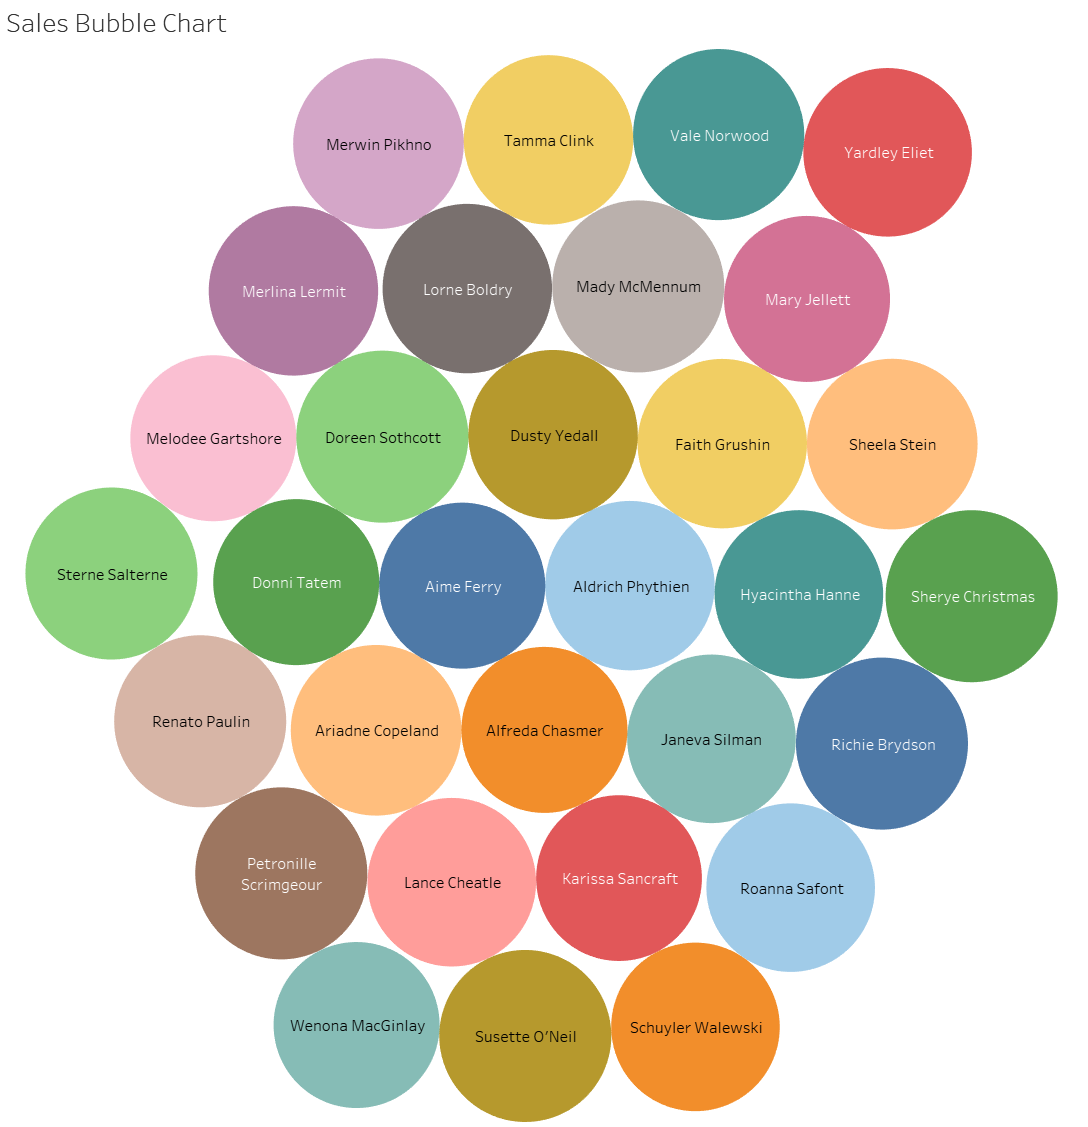 Sales Bubble Chart
Merwin Pikhno
Tamma Clink
Vale Norwood
Yardley Eliet
Merlina Lermit
Lorne Boldry
Mady McMennum
Mary Jellett
Melodee Gartshore
Doreen Sothcott
Dusty Yedall
Faith Grushin
Sheela Stein
Sterne Salterne
Donni Tatem
Aime Ferry
Aldrich Phythien
Hyacintha Hanne
Sherye Christmas
Renato Paulin
Ariadne Copeland
Alfreda Chasmer
Janeva Silman
Richie Brydson
Petronille
Scrimgeour
Lance Cheatle
Karissa Sancraft
Roanna Safont
Wenona MacGinlay
Susette O'Neil
Schuyler Walewski